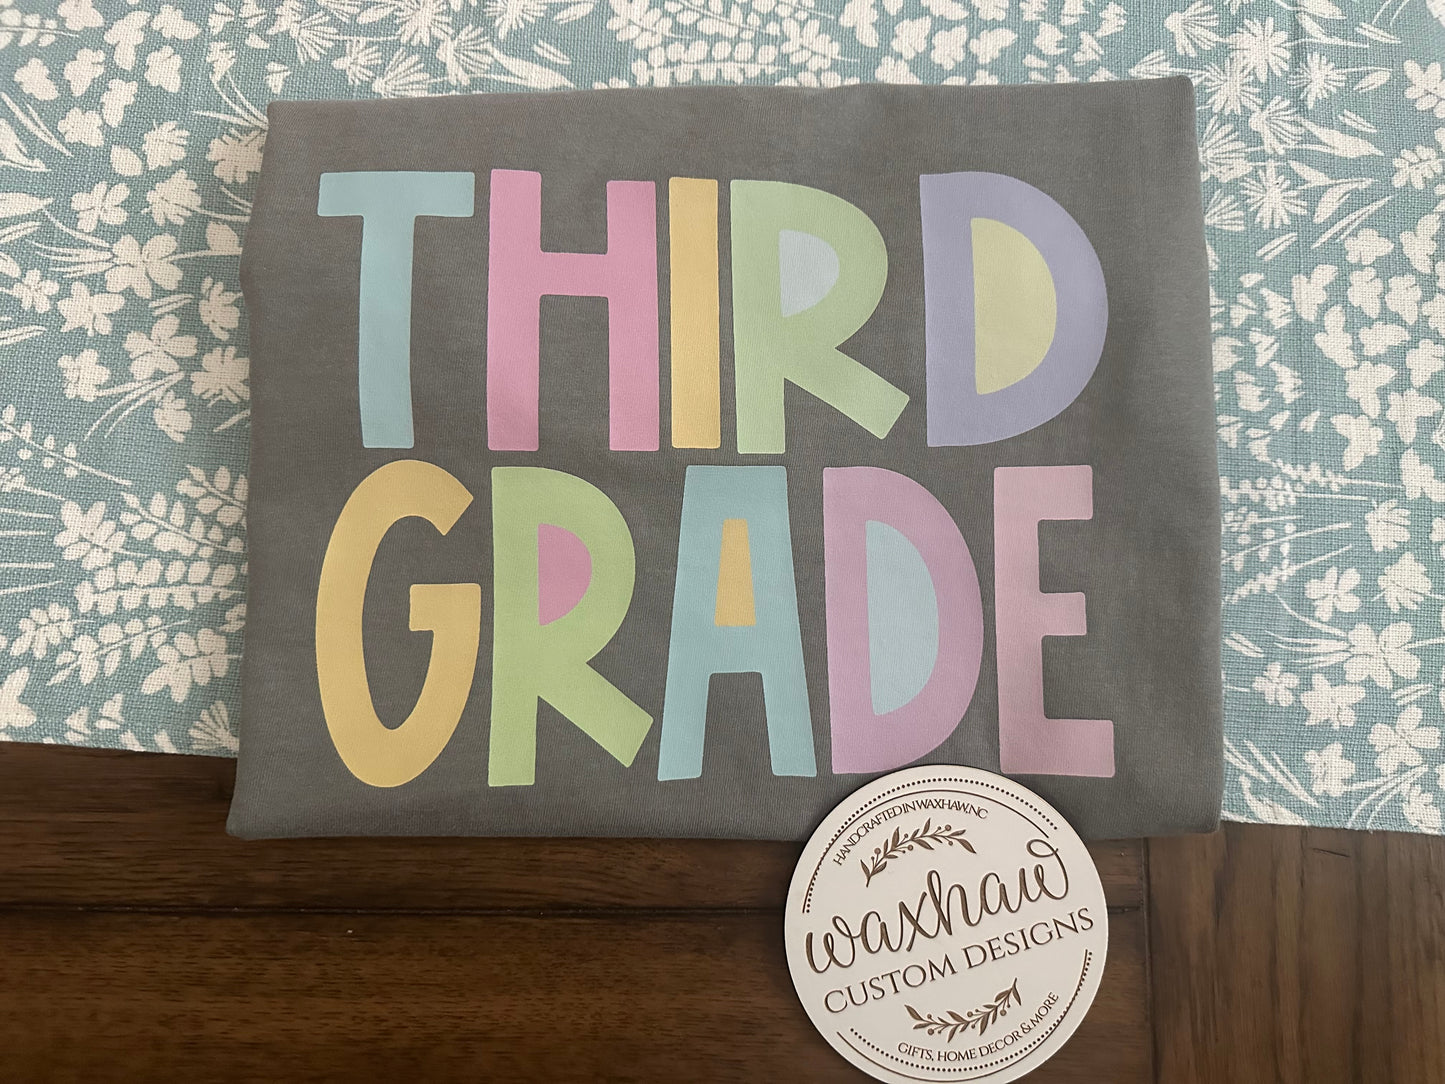 THIRD
GRADE
HANDCRAFTED IN WAXHAW, NC
waxhaw
CUSTOM DESIGNS
GIFTS, HOME DECOR & MORE